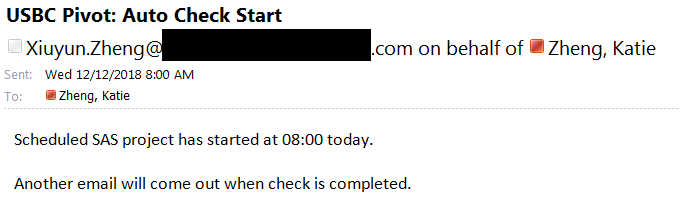 USBC Pivot: Auto Check Start
Xiuyun.Zheng@ .com on behalf of Zheng, Katie
Sent: Wed 12/12/2018 8:00 AM
To: Zheng, Katie
Scheduled SAS project has started at 08:00 today.
Another email will come out when check is completed.